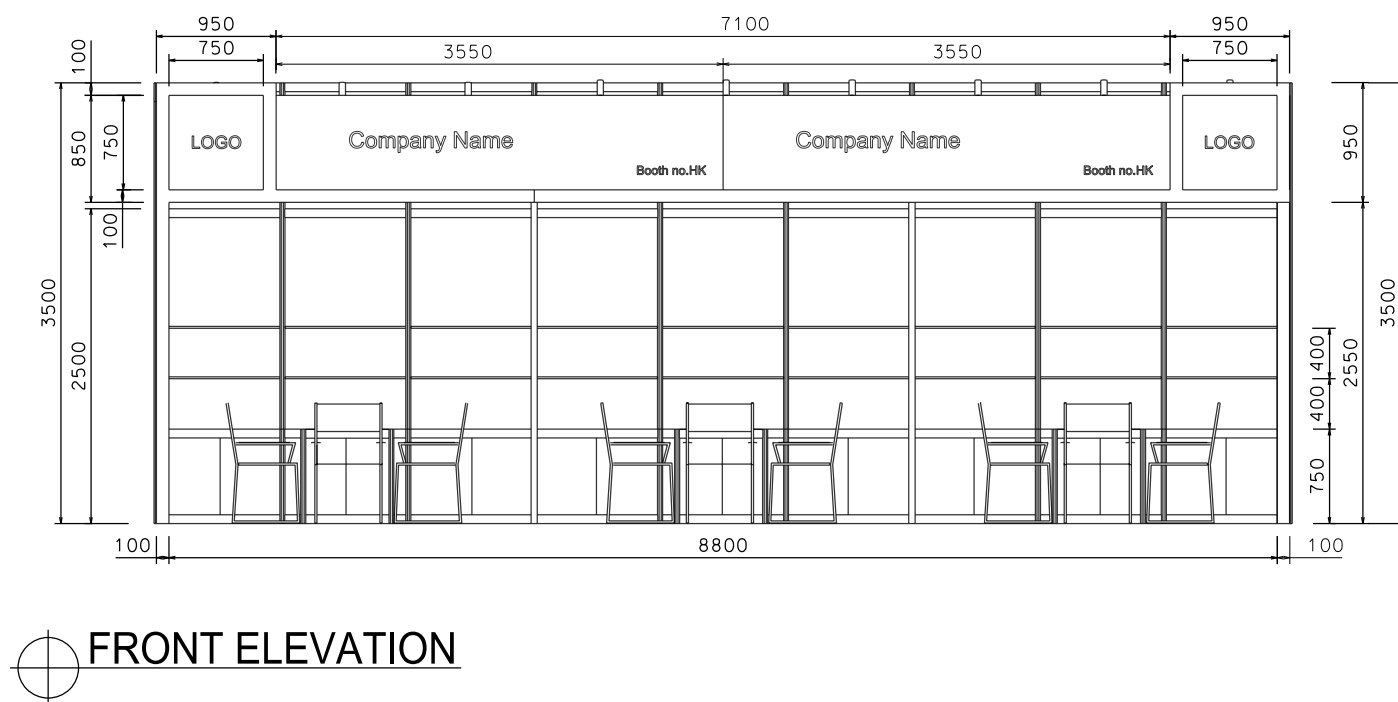 950 7100 950
750 3550 3550 750
100
850 750 950
LOGO Company Name Company Name LOGO
Booth no.HK Booth no.HK
100
3500 3500
2500 2550
400
400
750
100 8800 100
FRONT ELEVATION